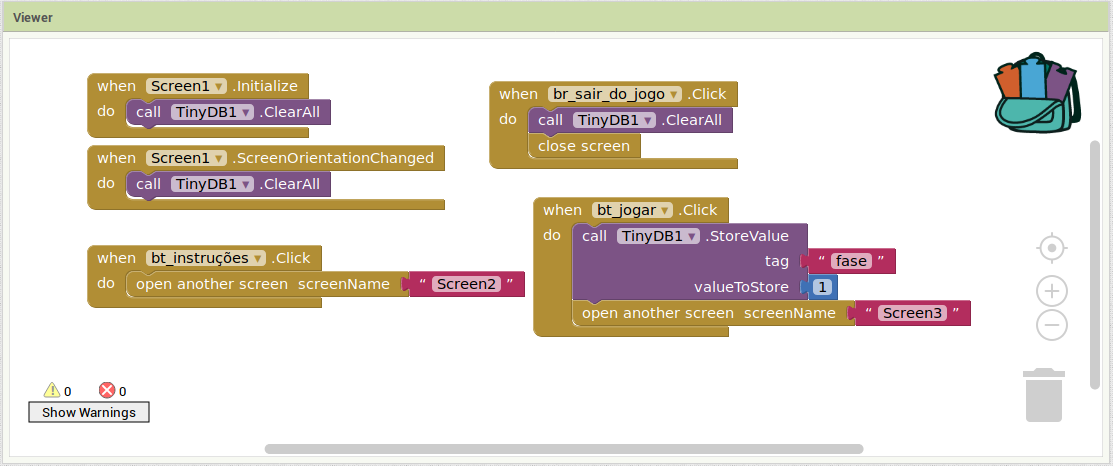 Viewer
when Screen1 .Initialize
do call TinyDB1 .ClearAll
when Screen1 .ScreenOrientationChanged
do call TinyDB1 .ClearAll
when bt_instruções .Click
do open another screen screenName “ Screen2 ”
when br_sair_do_jogo .Click
do call TinyDB1 .ClearAll
close screen
when bt_jogar .Click
do call TinyDB1 .StoreValue
tag “ fase ”
valueToStore 1
open another screen screenName “ Screen3 ”
0 0
Show Warnings